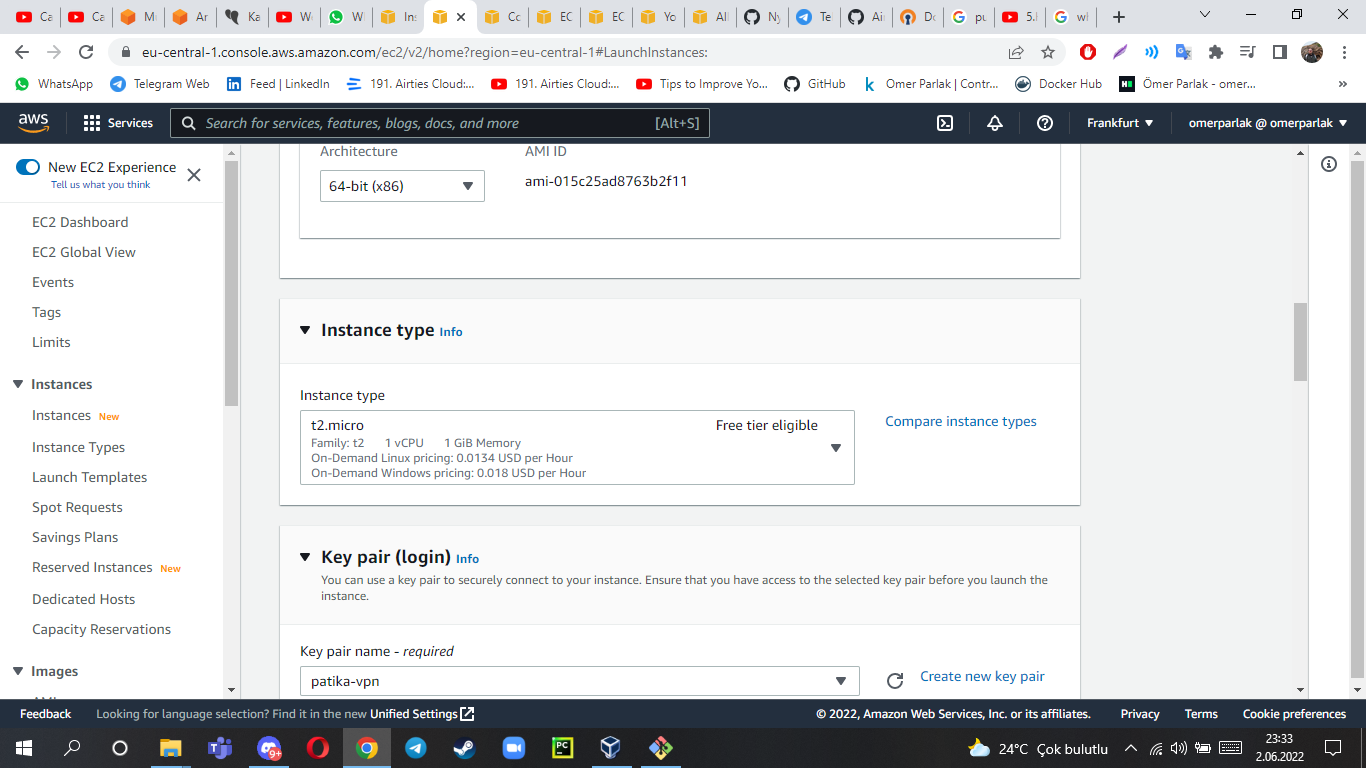 Ca
Ca
Mi
Ar
Ka
We
W
Ins
Cc
EC
EC
Yo
All
Ny
Te
Air
Do
pu
5.I
wl
eu-central-1.console.aws.amazon.com/ec2/v2/home?region=eu-central-1#LaunchInstances:
WhatsApp
Telegram Web
Feed | LinkedIn
191. Airties Cloud:...
191. Airties Cloud:...
Tips to Improve Yo...
GitHub
Omer Parlak | Contr...
Docker Hub
Ömer Parlak - omer...
aws
Services
Search for services, features, blogs, docs, and more
[Alt+S]
Frankfurt
omerparlak @ omerparlak
New EC2 Experience
Tell us what you think
EC2 Dashboard
EC2 Global View
Events
Tags
Limits
Instances
Instances New
Instance Types
Launch Templates
Spot Requests
Savings Plans
Reserved Instances New
Dedicated Hosts
Capacity Reservations
Images
Architecture
AMI ID
64-bit (x86)
ami-015c25ad8763b2f11
Instance type Info
Instance type
t2.micro
Free tier eligible
Family: t2 1 vCPU 1 GiB Memory
On-Demand Linux pricing: 0.0134 USD per Hour
On-Demand Windows pricing: 0.018 USD per Hour
Compare instance types
Key pair (login) Info
You can use a key pair to securely connect to your instance. Ensure that you have access to the selected key pair before you launch the
instance.
Key pair name - required
patika-vpn
Create new key pair
Feedback
Looking for language selection? Find it in the new Unified Settings
© 2022, Amazon Web Services, Inc. or its affiliates.
Privacy
Terms
Cookie preferences
9+
PC
24°C Çok bulutlu
23:33
2.06.2022